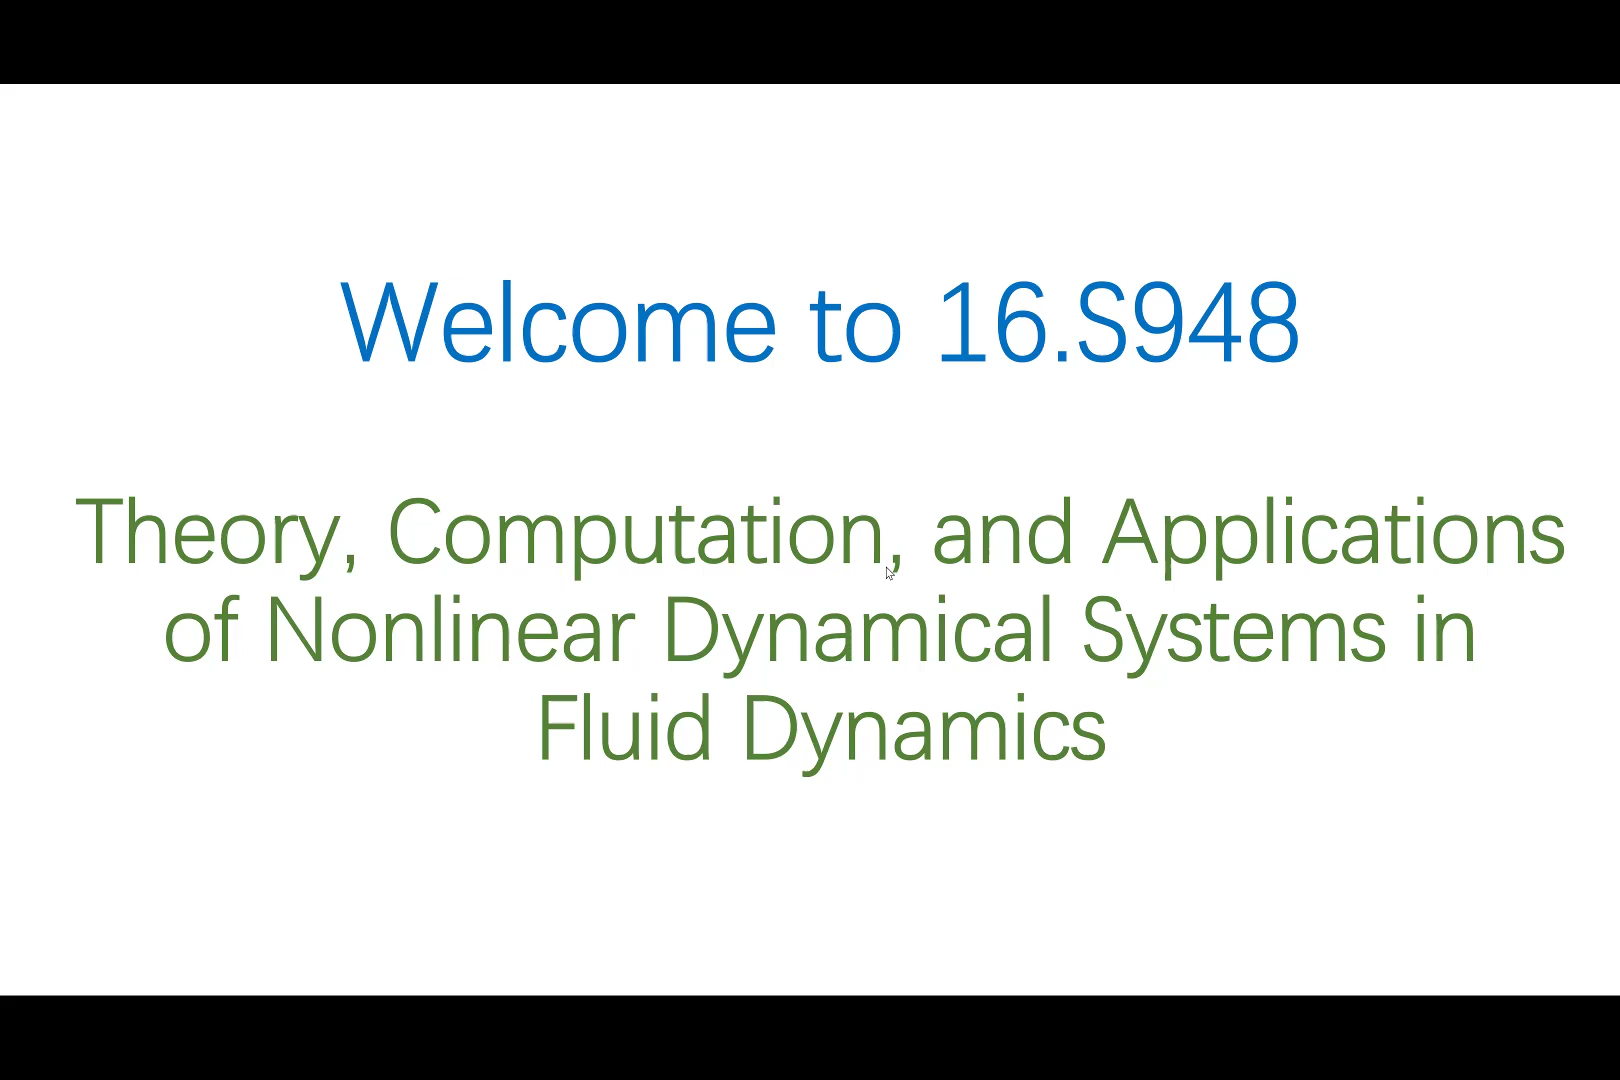 Welcome to 16.S948
Theory, Computation, and Applications
of Nonlinear Dynamical Systems in
Fluid Dynamics